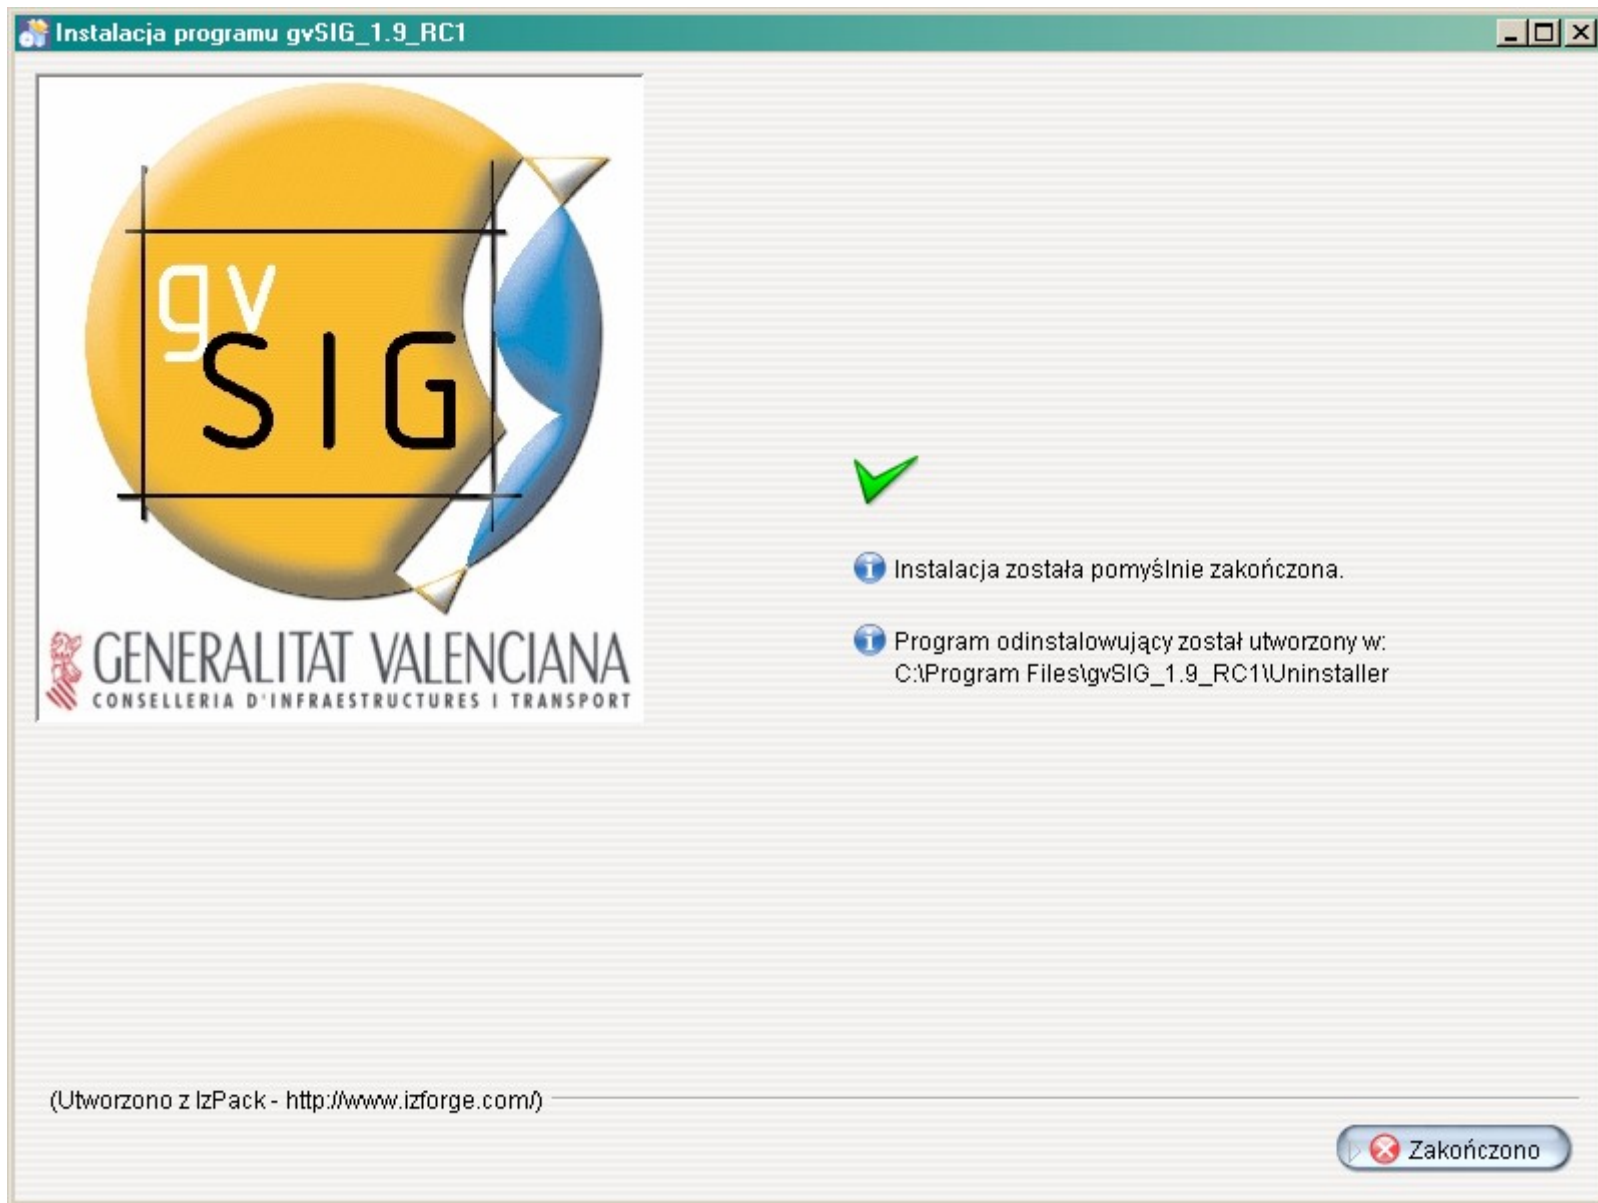 Instalacja programu gvSIG_1.9_RC1
gv
SIG
GENERALITAT VALENCIANA
CONSELLERIA D'INFRAESTRUCTURES I TRANSPORT
Instalacja została pomyślnie zakończona.
Program odinstalowujący został utworzony w:
C:\Program Files\gvSIG_1.9_RC1\Uninstaller
(Utworzono z IzPack - http://www.izforge.com/)
Zakończono